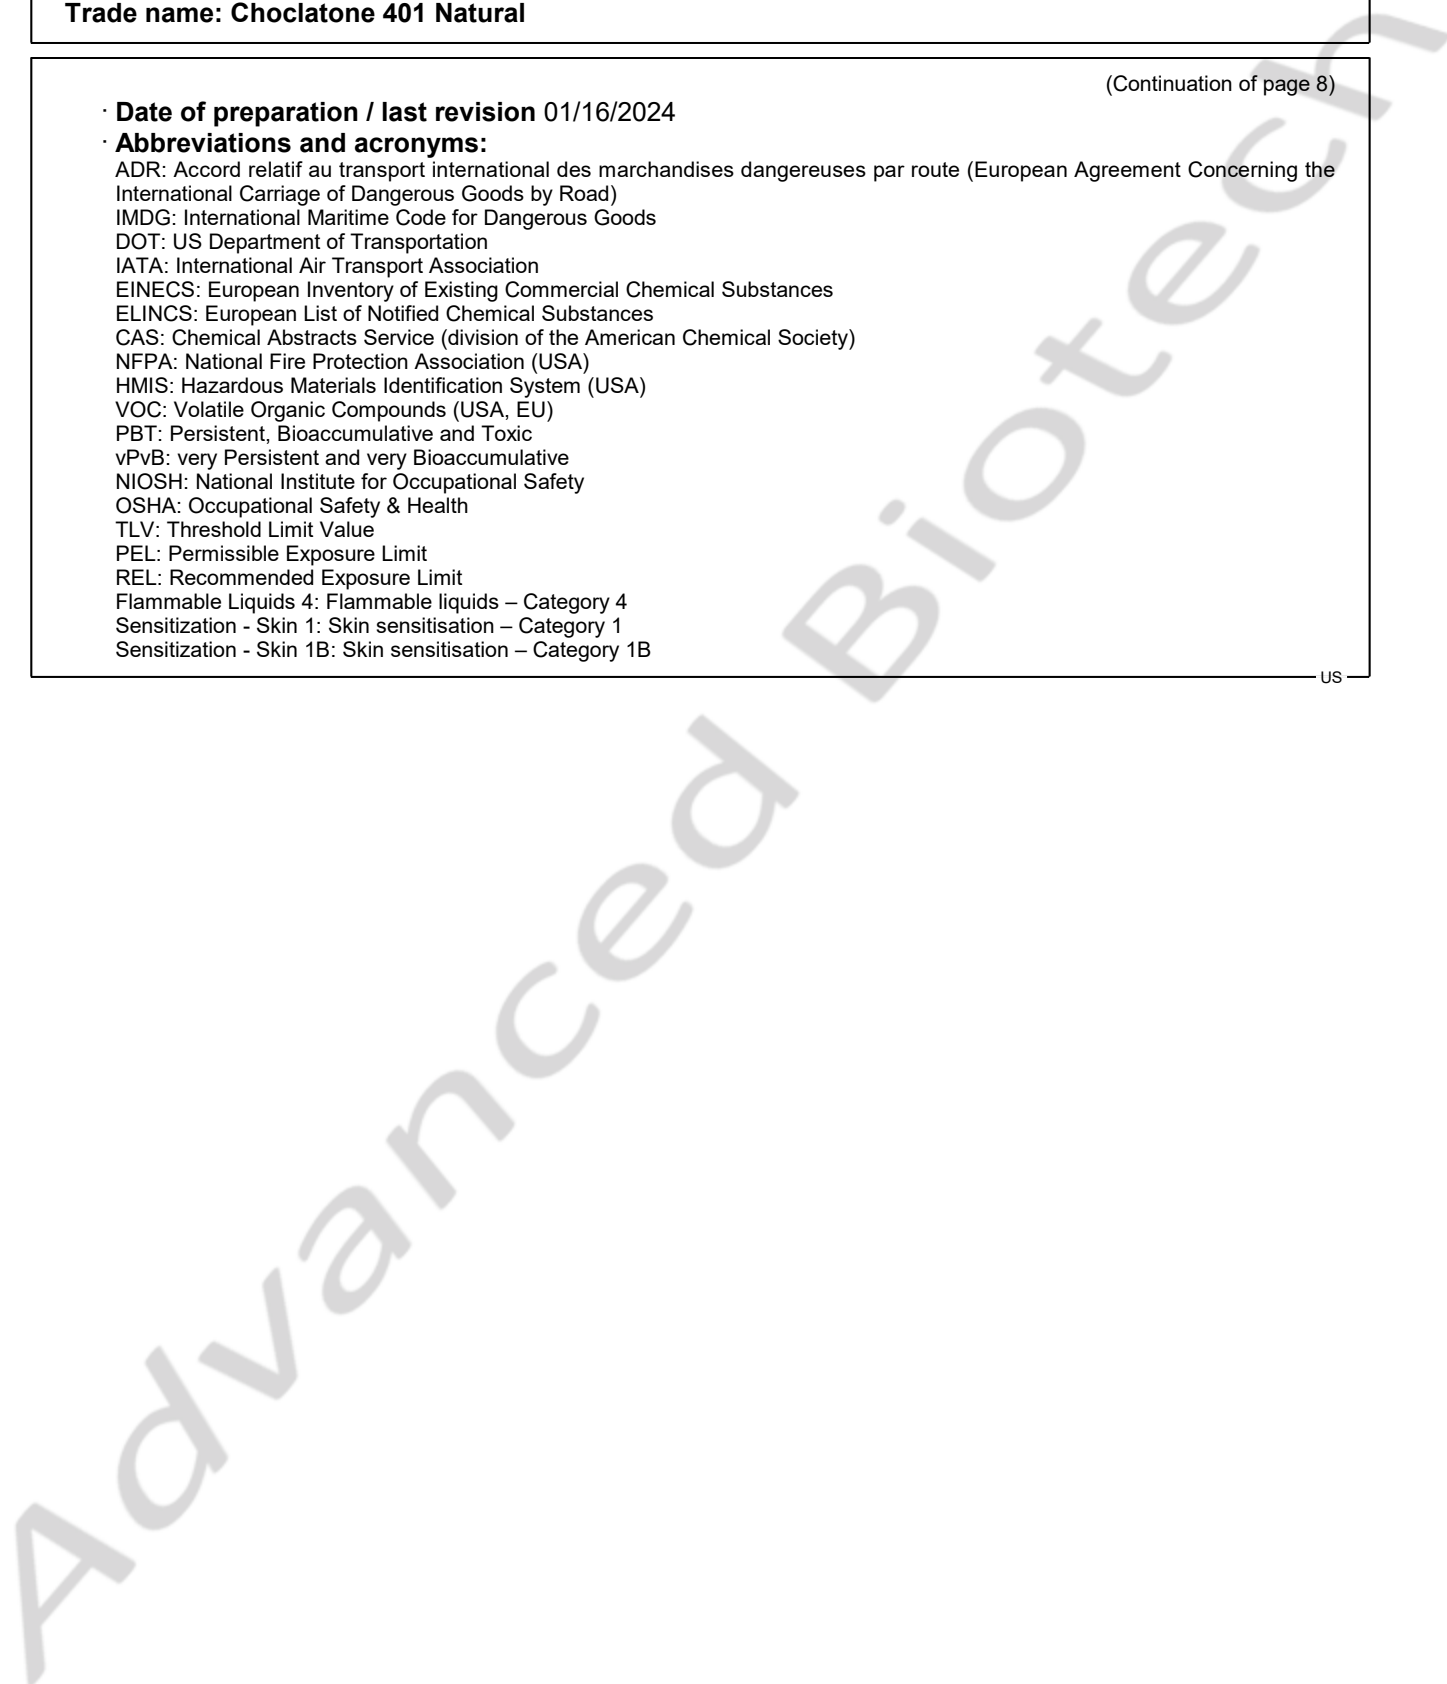 Trade name: Choclatone 401 Natural
(Continuation of page 8)
· Date of preparation / last revision 01/16/2024
· Abbreviations and acronyms:
ADR: Accord relatif au transport international des marchandises dangereuses par route (European Agreement Concerning the
International Carriage of Dangerous Goods by Road)
IMDG: International Maritime Code for Dangerous Goods
DOT: US Department of Transportation
IATA: International Air Transport Association
EINECS: European Inventory of Existing Commercial Chemical Substances
ELINCS: European List of Notified Chemical Substances
CAS: Chemical Abstracts Service (division of the American Chemical Society)
NFPA: National Fire Protection Association (USA)
HMIS: Hazardous Materials Identification System (USA)
VOC: Volatile Organic Compounds (USA, EU)
PBT: Persistent, Bioaccumulative and Toxic
vPvB: very Persistent and very Bioaccumulative
NIOSH: National Institute for Occupational Safety
OSHA: Occupational Safety & Health
TLV: Threshold Limit Value
PEL: Permissible Exposure Limit
REL: Recommended Exposure Limit
Flammable Liquids 4: Flammable liquids – Category 4
Sensitization - Skin 1: Skin sensitisation – Category 1
Sensitization - Skin 1B: Skin sensitisation – Category 1B
US
Advanced Biotech